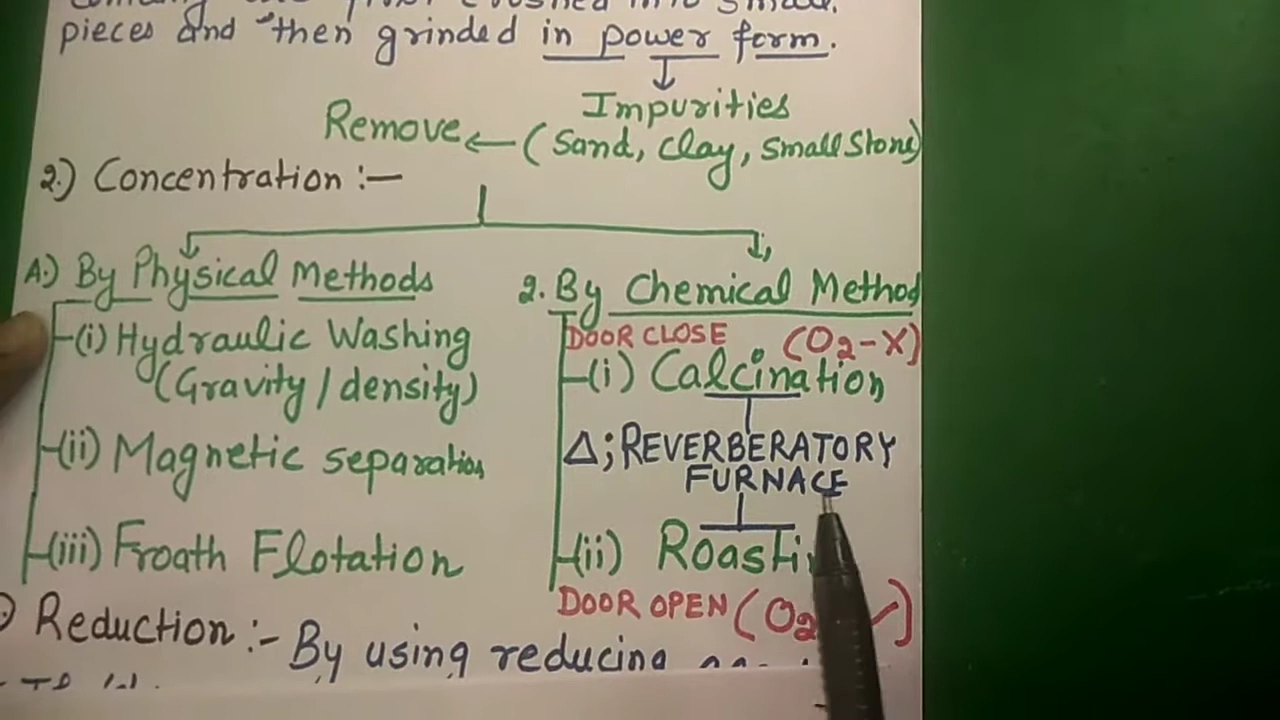 pieces and then grinded in power form.
Impurities
Remove ← (Sand, clay, small Stone)
2.) Concentration :—
A.) By Physical Methods
(i) Hydraulic Washing
(Gravity / density)
(ii) Magnetic separation
(iii) Froath Flotation
2. By Chemical Method
DOOR CLOSE (O2-X)
(i) Calcination
Δ; REVERBERATORY
FURNACE
(ii)
DOOR OPEN (O2
Reduction :- By using reducing